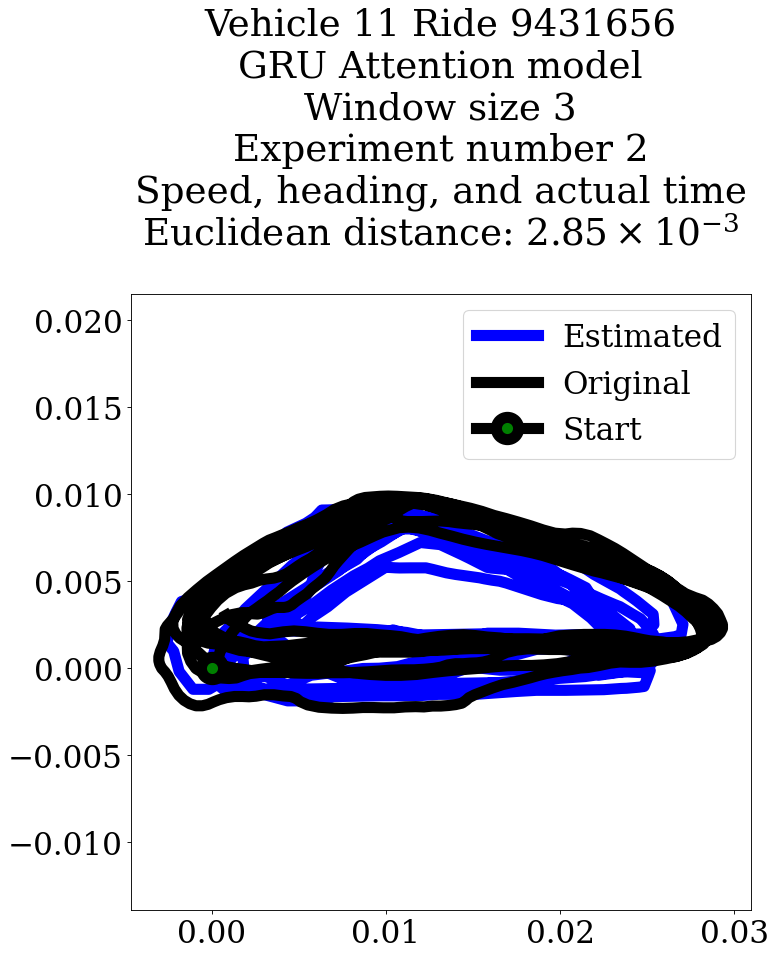 Vehicle 11 Ride 9431656
GRU Attention model
Window size 3
Experiment number 2
Speed, heading, and actual time
Euclidean distance: 2.85 × 10⁻³
Estimated
Original
Start
0.020
0.015
0.010
0.005
0.000
−0.005
−0.010
0.00 0.01 0.02 0.03